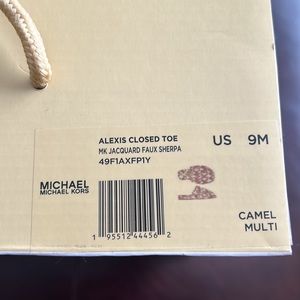 ALEXIS CLOSED TOE
MK JACQUARD FAUX SHERPA
49F1AXFP1Y
US 9M
MICHAEL
MICHAEL KORS
1 95512 44456 2
CAMEL
MULTI